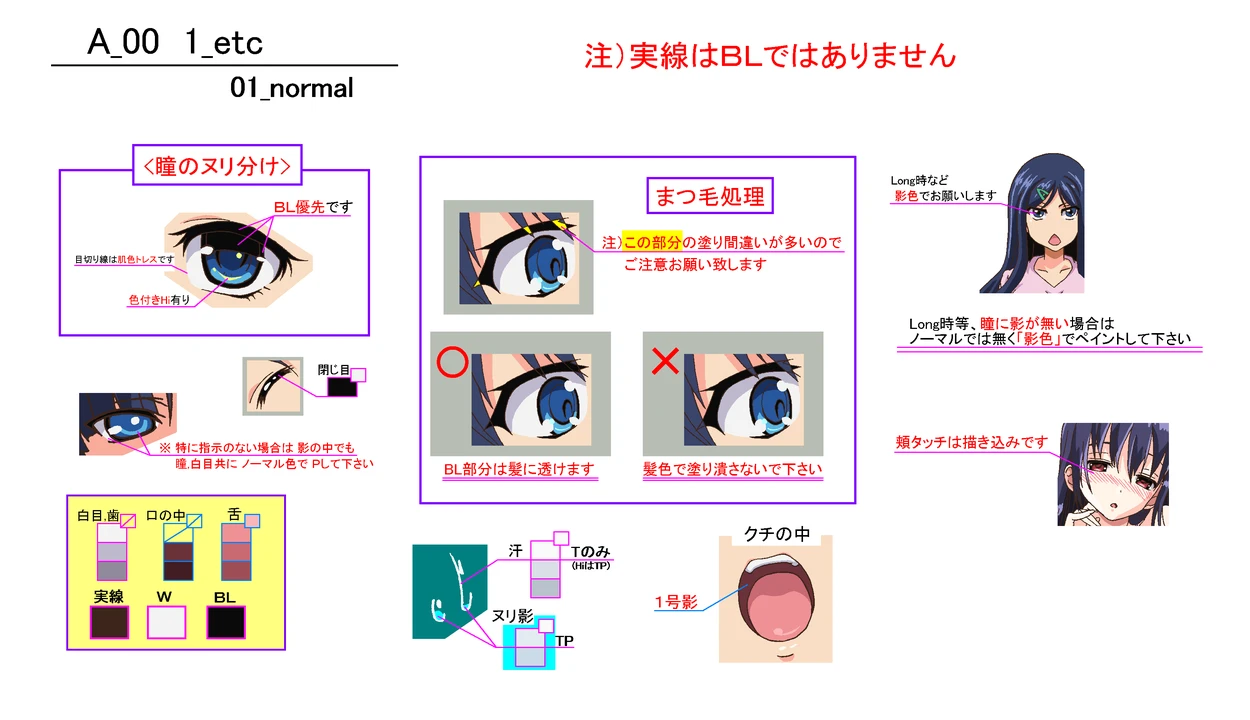 A_00 1_etc
01_normal
注）実線はBLではありません
<瞳のヌリ分け>
BL優先です
目切り線は肌色トレスです
色付きHi有り
閉じ目
※ 特に指示のない場合は 影の中でも
瞳,白目共に ノーマル色で Pして下さい
白目.歯
口の中
舌
実線
W
BL
まつ毛処理
注）この部分の塗り間違いが多いので
ご注意お願い致します
BL部分は髪に透けます
髪色で塗り潰さないで下さい
汗
Tのみ
(HiはTP)
ヌリ影
TP
クチの中
1号影
Long時など
影色でお願いします
Long時等、瞳に影が無い場合は
ノーマルでは無く「影色」でペイントして下さい
頬タッチは描き込みです